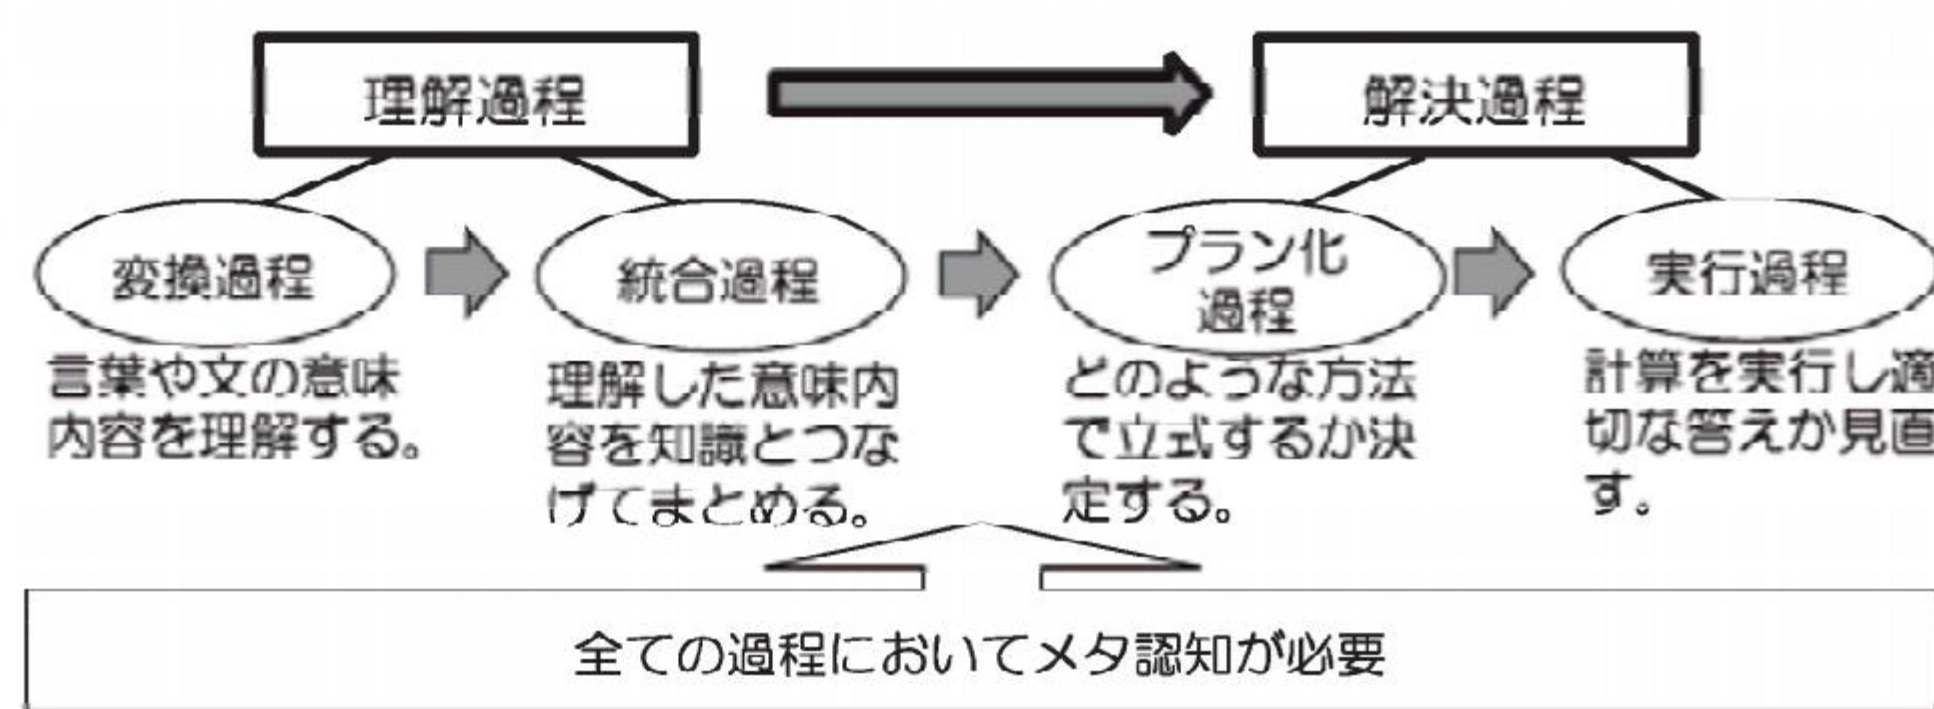 理解過程
解決過程
変換過程
統合過程
プラン化
過程
実行過程
言葉や文の意味
内容を理解する。
理解した意味内
容を知識とつな
げてまとめる。
どのような方法
で立式するか決
定する。
計算を実行し適
切な答えか見直
す。
全ての過程においてメタ認知が必要